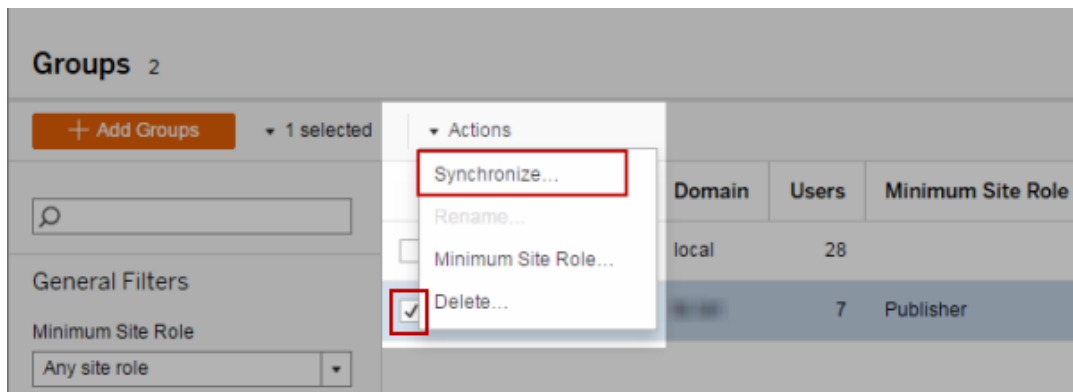 Groups 2
+ Add Groups
1 selected
Actions
Synchronize...
Rename...
Minimum Site Role...
Delete...
Domain Users Minimum Site Role
local 28
7 Publisher
General Filters
Minimum Site Role
Any site role